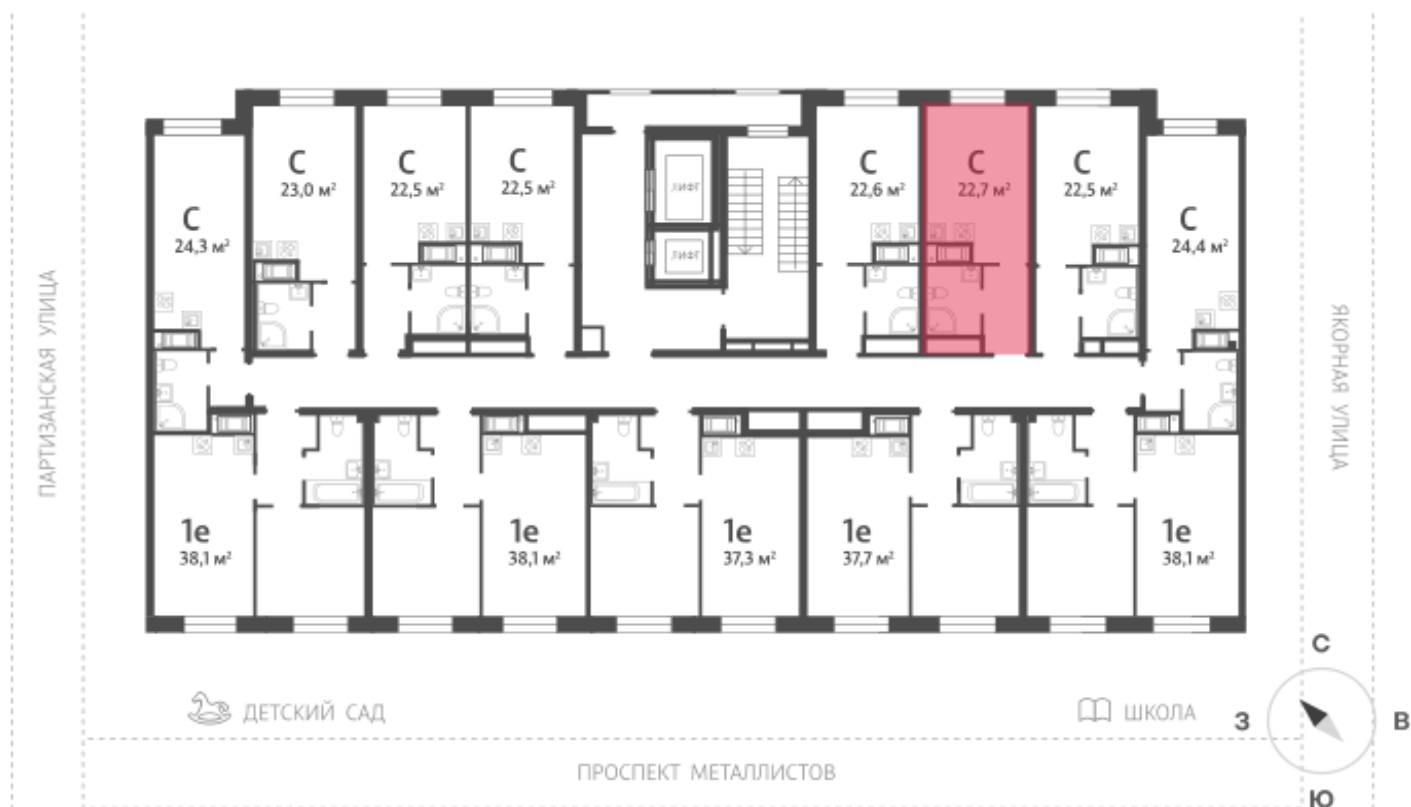 С
23,0 м²
С
22,5 м²
С
22,5 м²
С
22,6 м²
С
22,7 м²
С
22,5 м²
С
24,3 м²
С
24,4 м²
ЛИФТ
ЛИФТ
ПАРТИЗАНСКАЯ УЛИЦА
ЯКОРНАЯ УЛИЦА
1е
38,1 м²
1е
38,1 м²
1е
37,3 м²
1е
37,7 м²
1е
38,1 м²
ДЕТСКИЙ САД
ШКОЛА
С
З
В
Ю
ПРОСПЕКТ МЕТАЛЛИСТОВ